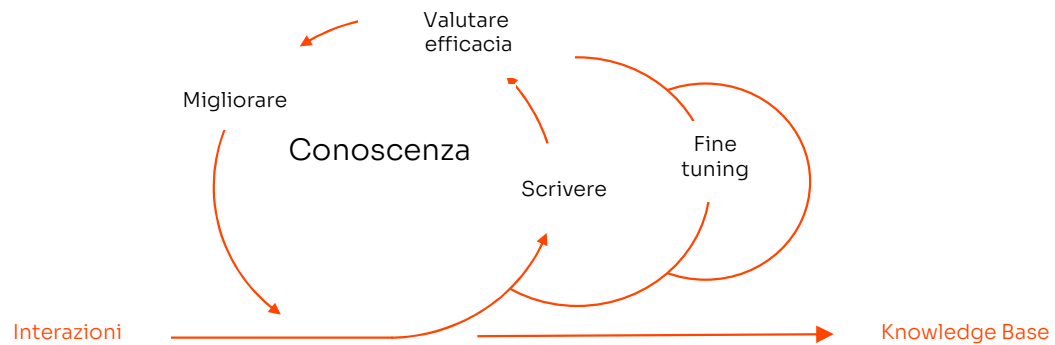 Valutare
efficacia
Migliorare
Conoscenza
Fine
tuning
Scrivere
Interazioni
Knowledge Base